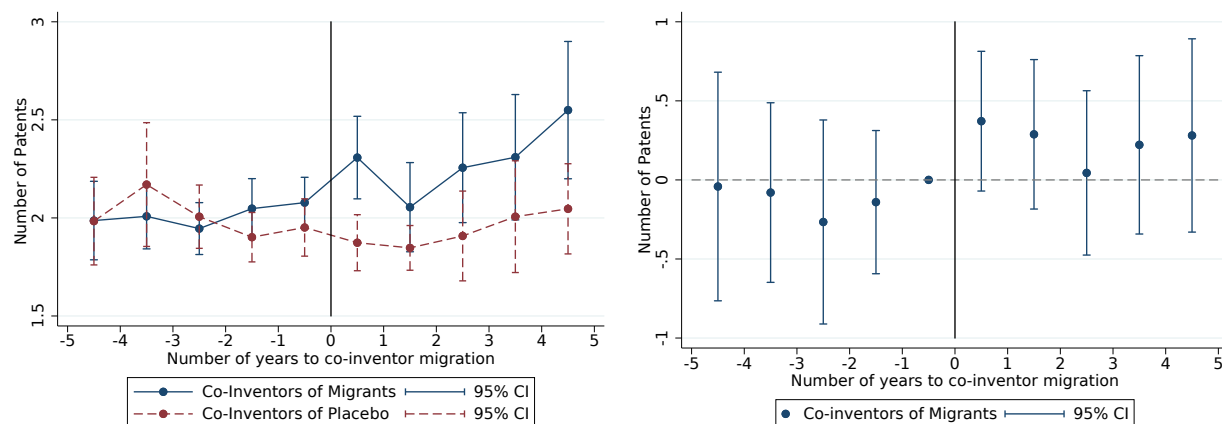 Number of Patents
3
2.5
2
1.5
-5 -4 -3 -2 -1 0 1 2 3 4 5
Number of years to co-inventor migration
Co-Inventors of Migrants 95% CI
Co-Inventors of Placebo 95% CI
Number of Patents
1
.5
0
-.5
-1
-5 -4 -3 -2 -1 0 1 2 3 4 5
Number of years to co-inventor migration
Co-inventors of Migrants 95% CI